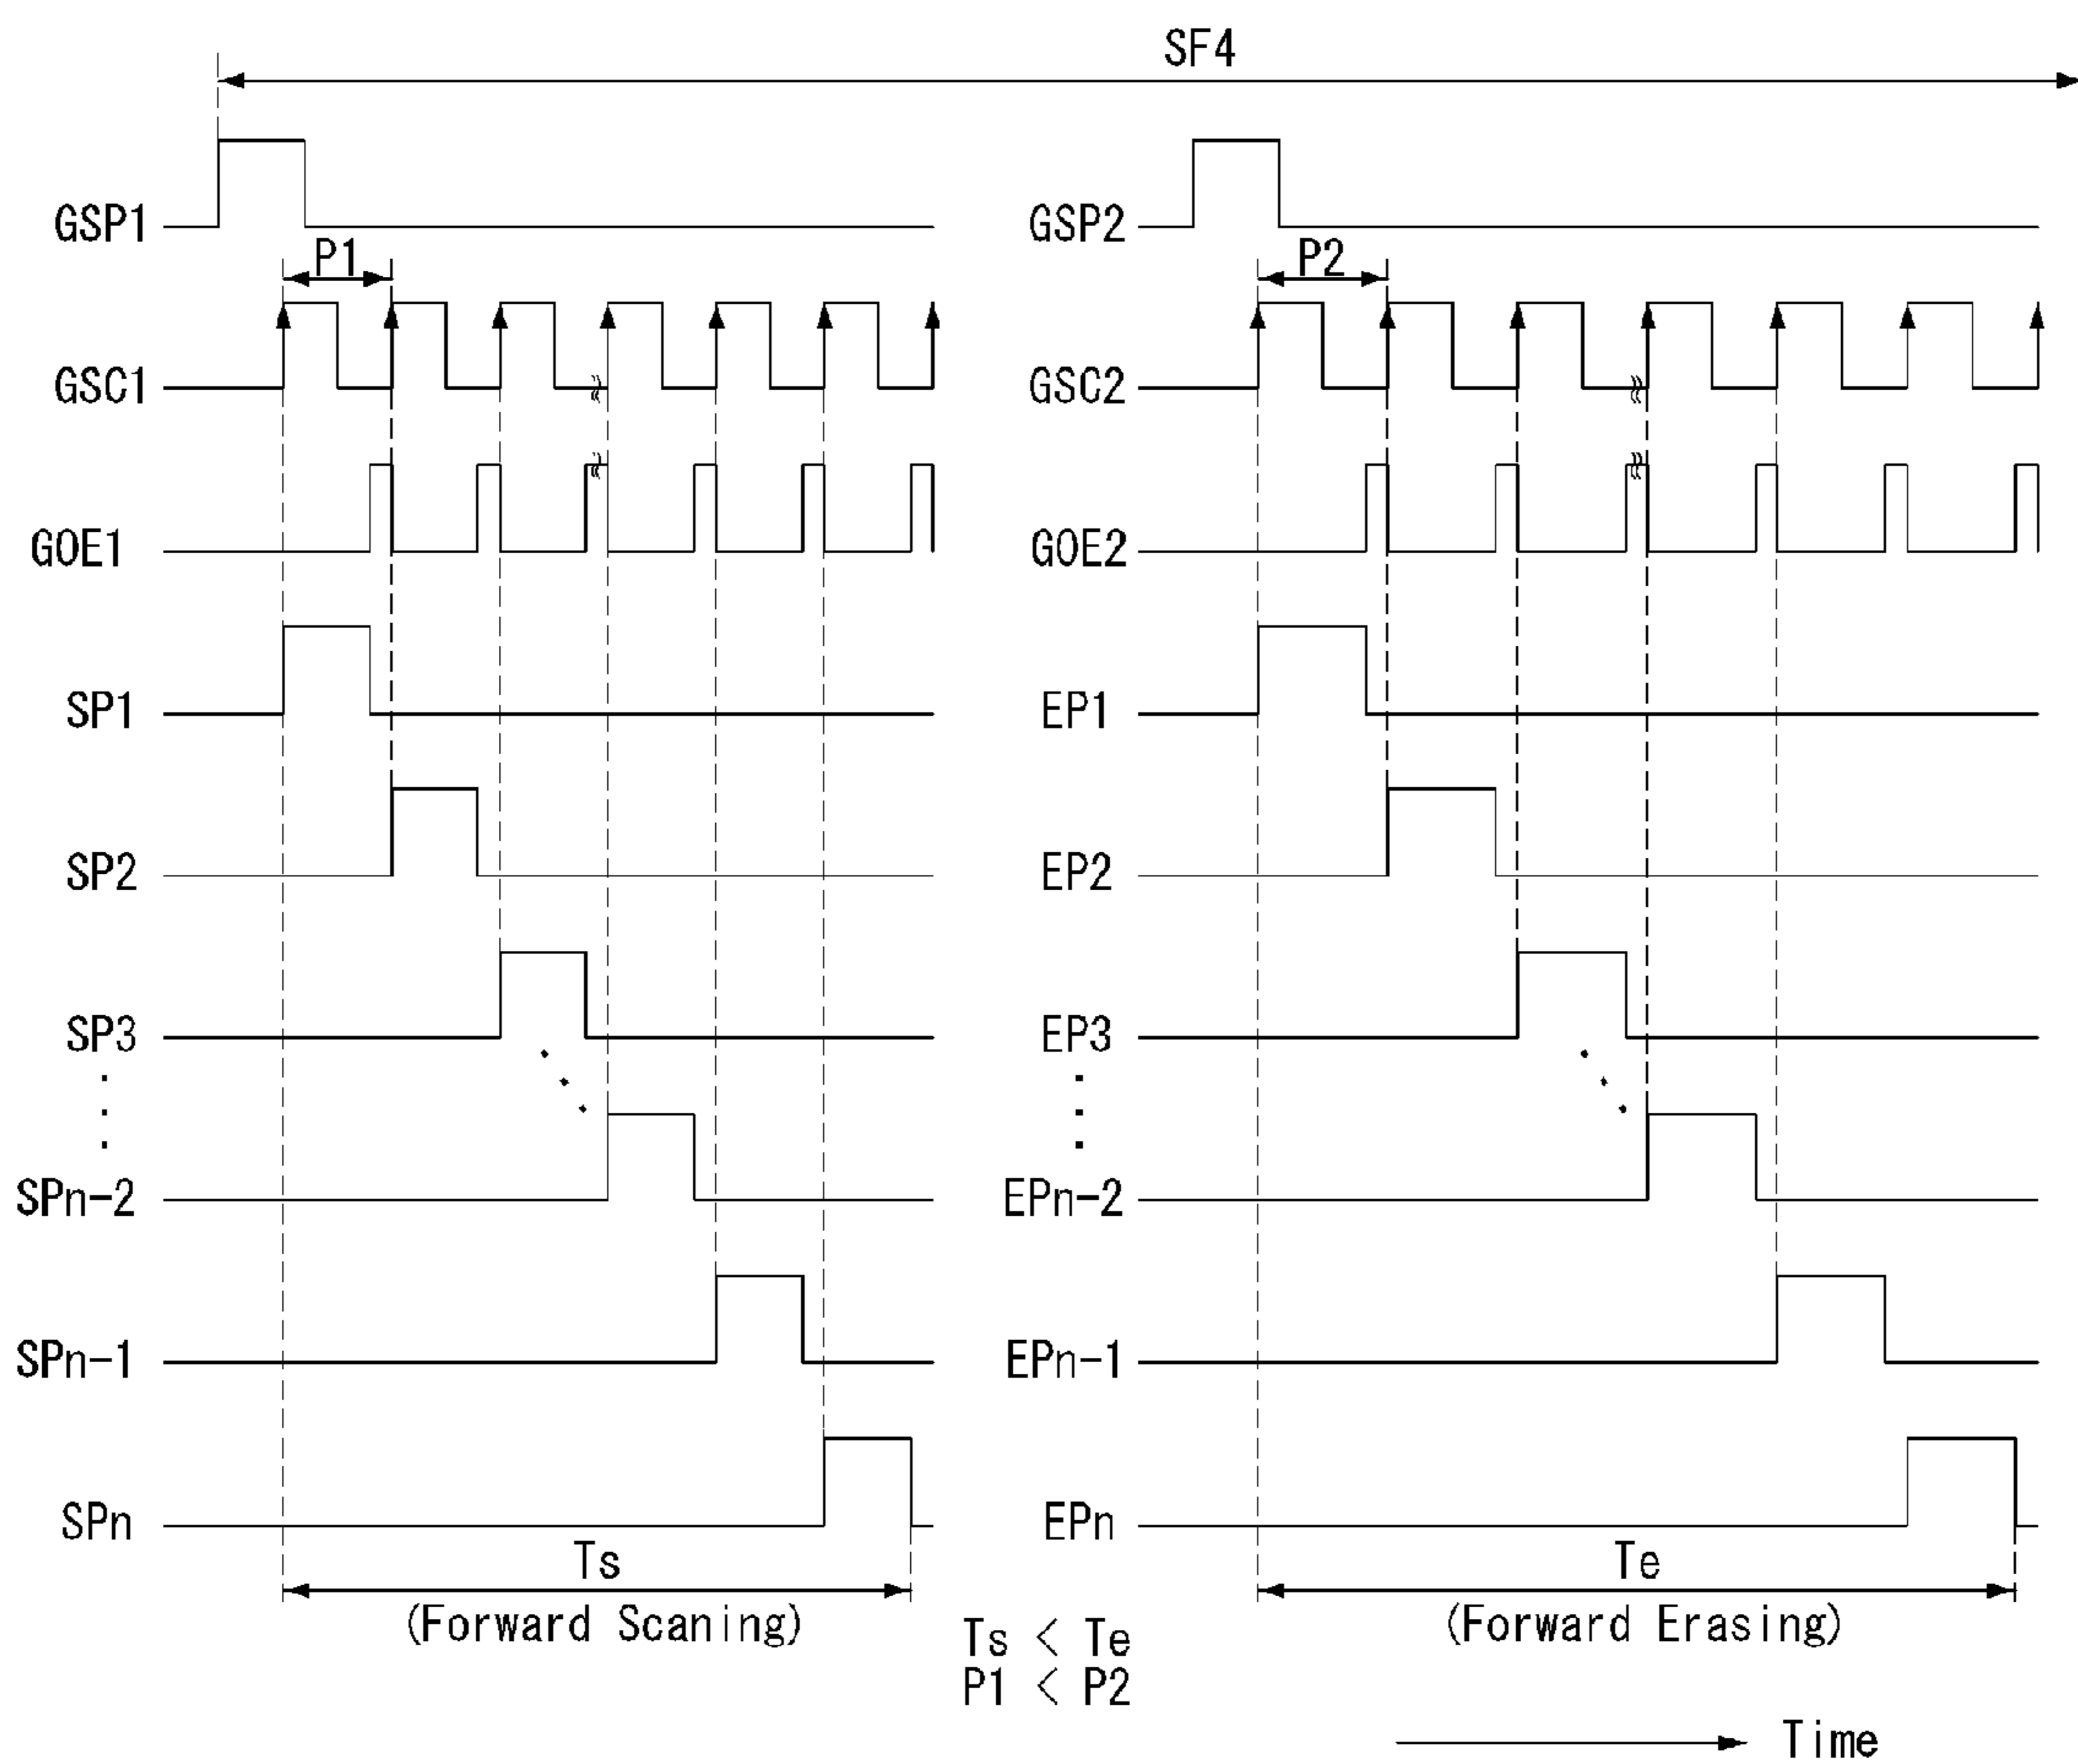 SF4
GSP1
GSP2
P1
P2
GSC1
GSC2
GOE1
GOE2
SP1
EP1
SP2
EP2
SP3
EP3
SPn-2
EPn-2
SPn-1
EPn-1
SPn
EPn
Ts
Te
(Forward Scaning)
(Forward Erasing)
Ts < Te
P1 < P2
Time